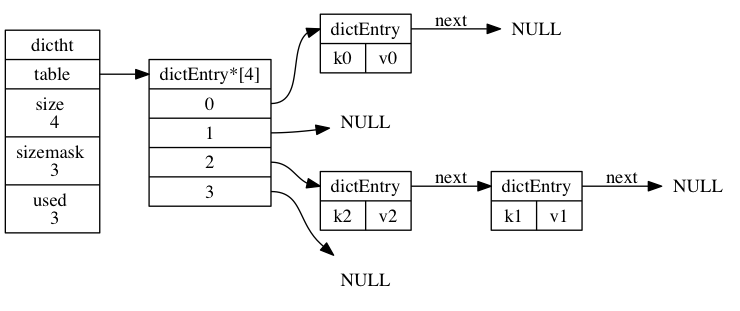 dictht
table
size
4
sizemask
3
used
3
dictEntry*[4]
0
1
2
3
dictEntry
k0 v0
next
NULL
NULL
dictEntry
k2 v2
next
dictEntry
k1 v1
next
NULL
NULL